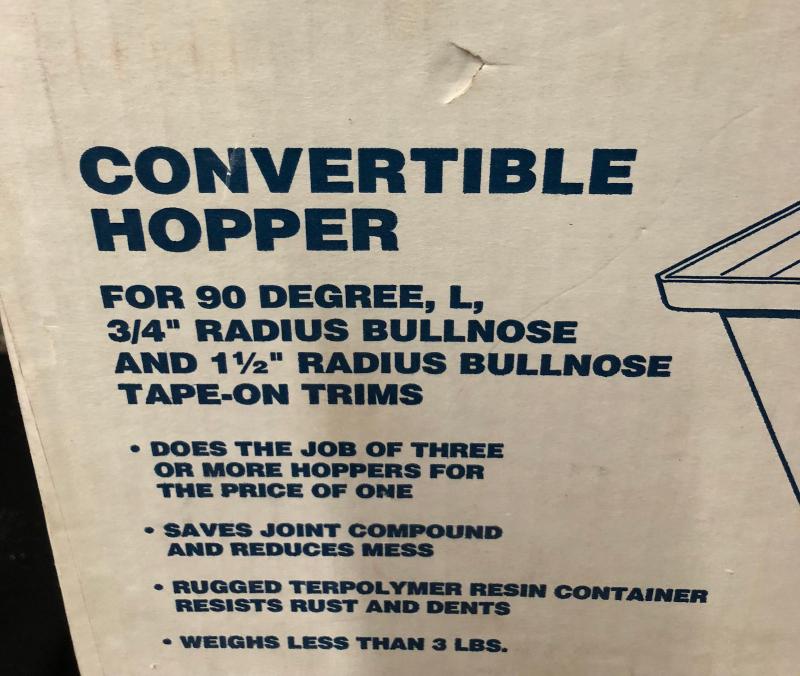 CONVERTIBLE
HOPPER
FOR 90 DEGREE, L,
3/4" RADIUS BULLNOSE
AND 1½" RADIUS BULLNOSE
TAPE-ON TRIMS
• DOES THE JOB OF THREE
OR MORE HOPPERS FOR
THE PRICE OF ONE
• SAVES JOINT COMPOUND
AND REDUCES MESS
• RUGGED TERPOLYMER RESIN CONTAINER
RESISTS RUST AND DENTS
• WEIGHS LESS THAN 3 LBS.